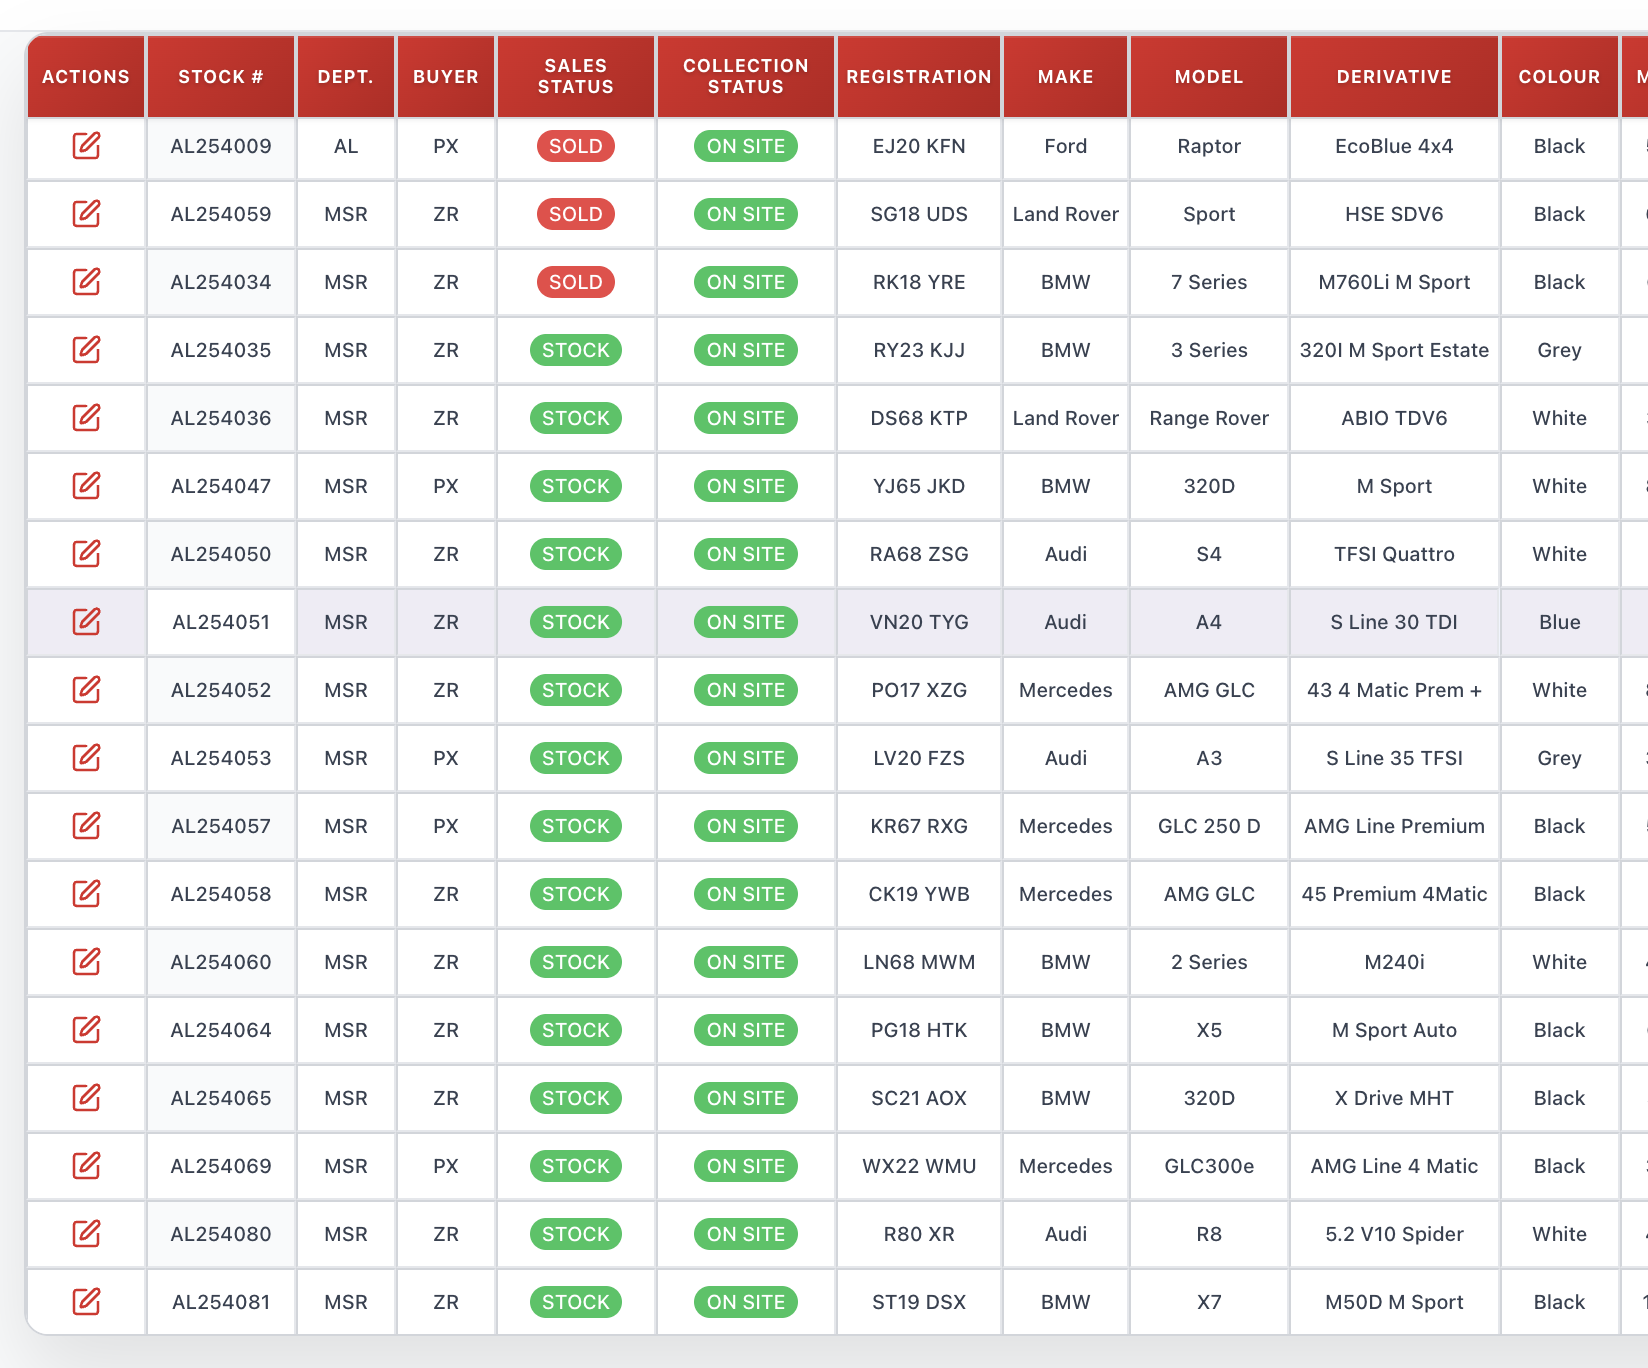 ACTIONS STOCK # DEPT. BUYER SALES STATUS COLLECTION STATUS REGISTRATION MAKE MODEL DERIVATIVE COLOUR
AL254009 AL PX SOLD ON SITE EJ20 KFN Ford Raptor EcoBlue 4x4 Black
AL254059 MSR ZR SOLD ON SITE SG18 UDS Land Rover Sport HSE SDV6 Black
AL254034 MSR ZR SOLD ON SITE RK18 YRE BMW 7 Series M760Li M Sport Black
AL254035 MSR ZR STOCK ON SITE RY23 KJJ BMW 3 Series 320I M Sport Estate Grey
AL254036 MSR ZR STOCK ON SITE DS68 KTP Land Rover Range Rover ABIO TDV6 White
AL254047 MSR PX STOCK ON SITE YJ65 JKD BMW 320D M Sport White
AL254050 MSR ZR STOCK ON SITE RA68 ZSG Audi S4 TFSI Quattro White
AL254051 MSR ZR STOCK ON SITE VN20 TYG Audi A4 S Line 30 TDI Blue
AL254052 MSR ZR STOCK ON SITE PO17 XZG Mercedes AMG GLC 43 4 Matic Prem + White
AL254053 MSR PX STOCK ON SITE LV20 FZS Audi A3 S Line 35 TFSI Grey
AL254057 MSR PX STOCK ON SITE KR67 RXG Mercedes GLC 250 D AMG Line Premium Black
AL254058 MSR ZR STOCK ON SITE CK19 YWB Mercedes AMG GLC 45 Premium 4Matic Black
AL254060 MSR ZR STOCK ON SITE LN68 MWM BMW 2 Series M240i White
AL254064 MSR ZR STOCK ON SITE PG18 HTK BMW X5 M Sport Auto Black
AL254065 MSR ZR STOCK ON SITE SC21 AOX BMW 320D X Drive MHT Black
AL254069 MSR PX STOCK ON SITE WX22 WMU Mercedes GLC300e AMG Line 4 Matic Black
AL254080 MSR ZR STOCK ON SITE R80 XR Audi R8 5.2 V10 Spider White
AL254081 MSR ZR STOCK ON SITE ST19 DSX BMW X7 M50D M Sport Black